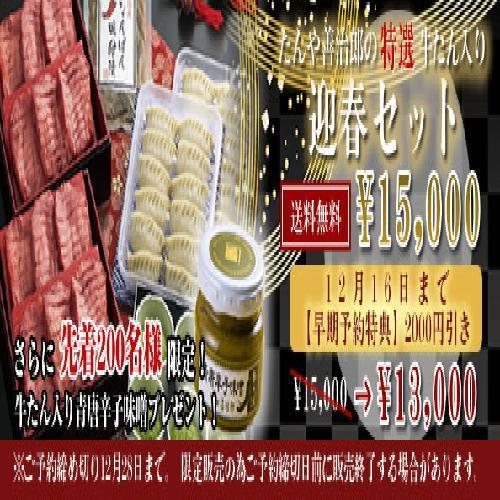 たんや善治郎の特選牛たん入り
迎春セット
送料無料 ¥15,000
12月16日まで
【早期予約特典】2000円引き
¥15,000→¥13,000
さらに先着200名様限定!
牛たん入り青唐辛子味噌プレゼント!
※ご予約締め切り12月28日まで。限定販売の為ご予約締切日前に販売終了する場合があります。